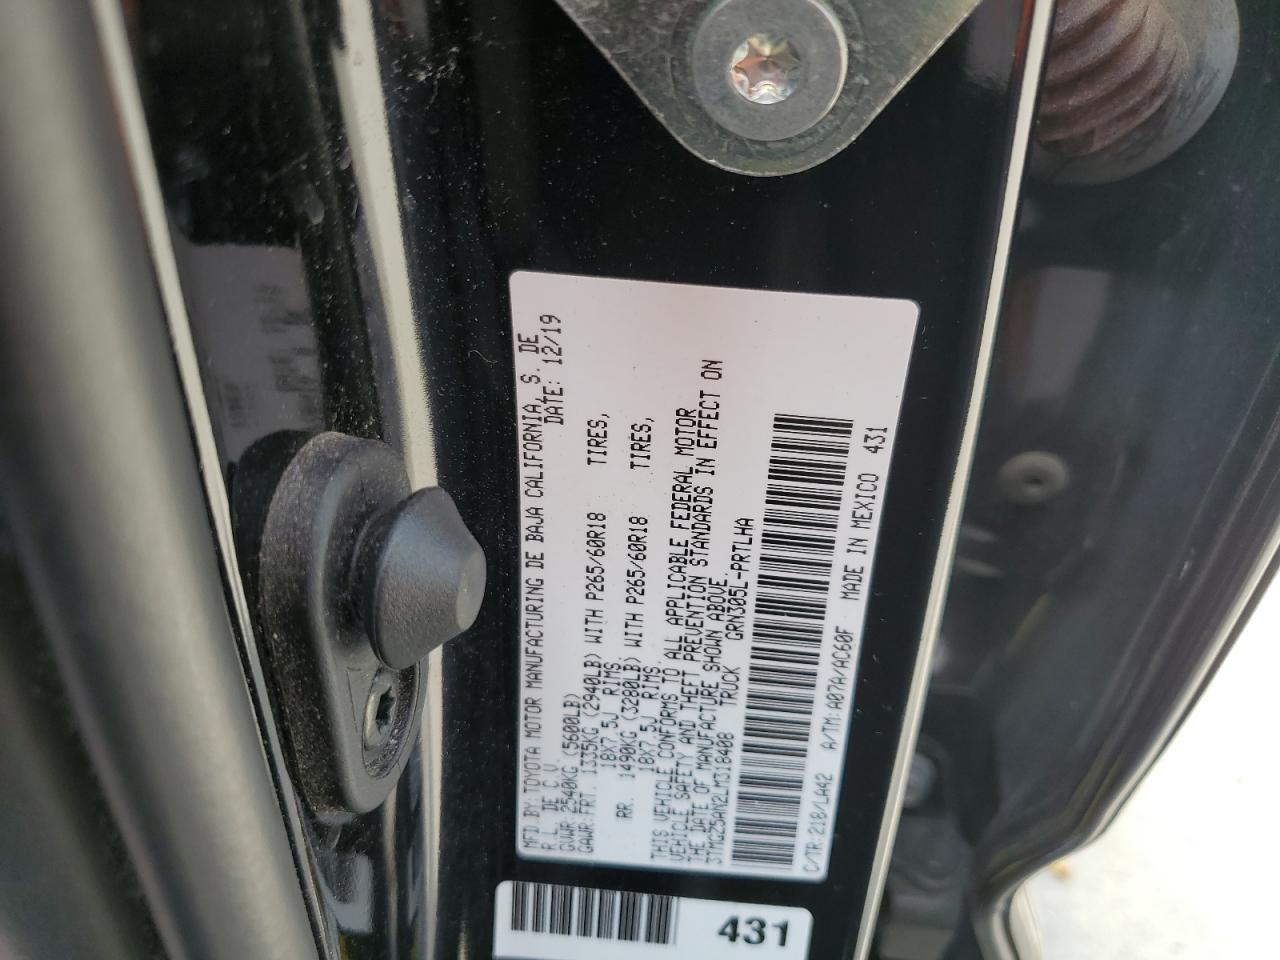 MFD BY: TOYOTA MOTOR MANUFACTURING DE BAJA CALIFORNIA, S. DE
R.L. DE C.V. DATE: 12/19
GVWR: 2540KG (5600LB)
GAWR: FRT. 1335KG (2940LB) WITH P265/60R18 TIRES,
18X7.5J RIMS.
RR. 1490KG (3280LB) WITH P265/60R18 TIRES,
18X7.5J RIMS.
THIS VEHICLE CONFORMS TO ALL APPLICABLE FEDERAL MOTOR
VEHICLE SAFETY AND THEFT PREVENTION STANDARDS IN EFFECT ON
THE DATE OF MANUFACTURE SHOWN ABOVE.
3TMGZ5AN2LM318408 TRUCK GRN305L-PRTLHA
C/TR: 218/LA42 A/TM: A07A/AC60F MADE IN MEXICO 431
431